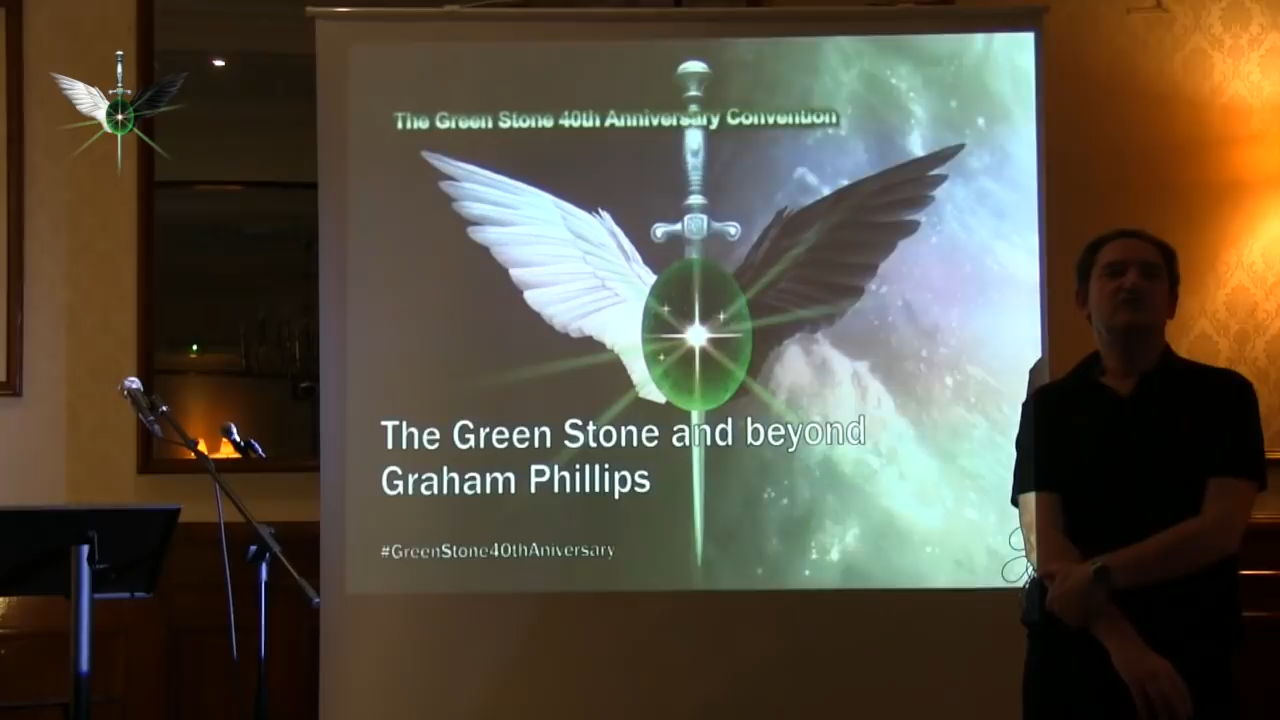 The Green Stone 40th Anniversary Convention
The Green Stone and beyond
Graham Phillips
#GreenStone40thAniversary